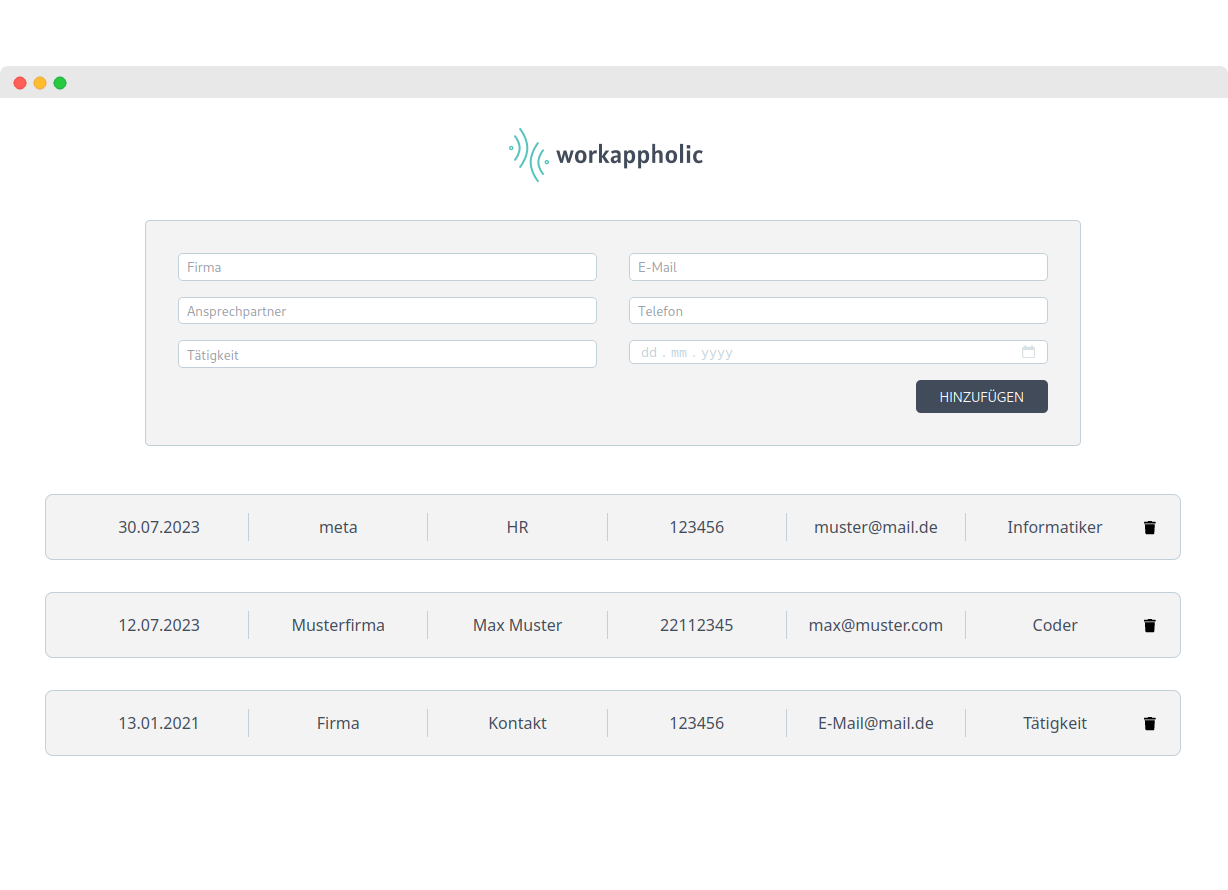 workappholic
Firma
E-Mail
Ansprechpartner
Telefon
Tätigkeit
dd . mm . yyyy
HINZUFÜGEN
30.07.2023 meta HR 123456 muster@mail.de Informatiker
12.07.2023 Musterfirma Max Muster 22112345 max@muster.com Coder
13.01.2021 Firma Kontakt 123456 E-Mail@mail.de Tätigkeit